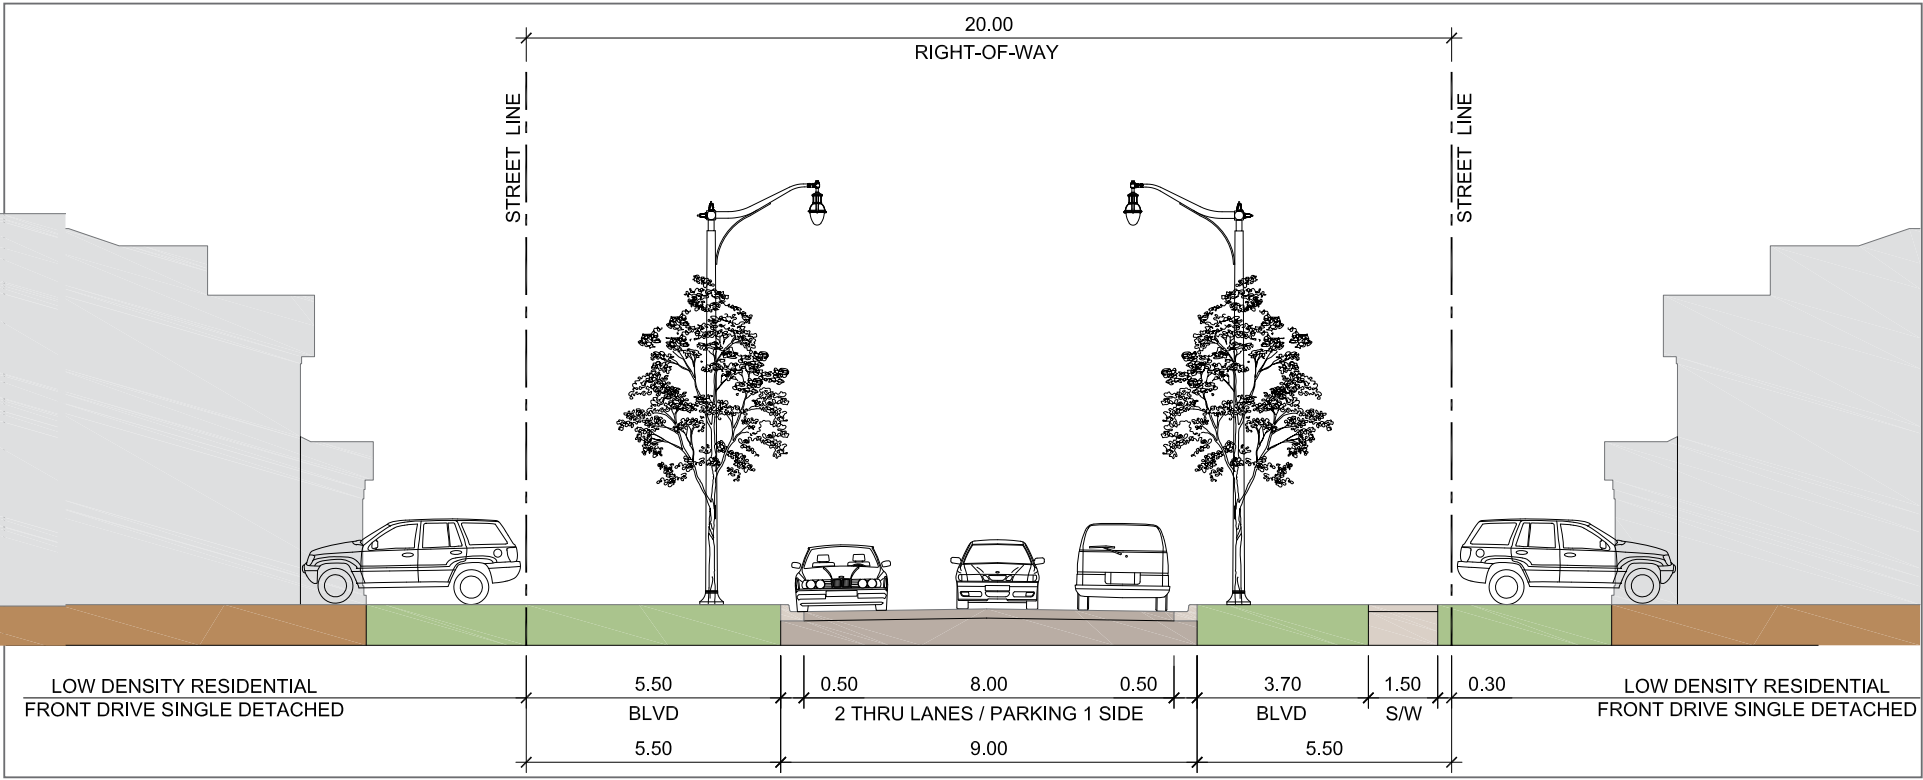 20.00
RIGHT-OF-WAY
STREET LINE
STREET LINE
LOW DENSITY RESIDENTIAL
FRONT DRIVE SINGLE DETACHED
5.50
BLVD
0.50
8.00
0.50
2 THRU LANES / PARKING 1 SIDE
3.70
BLVD
1.50
S/W
0.30
LOW DENSITY RESIDENTIAL
FRONT DRIVE SINGLE DETACHED
5.50
9.00
5.50